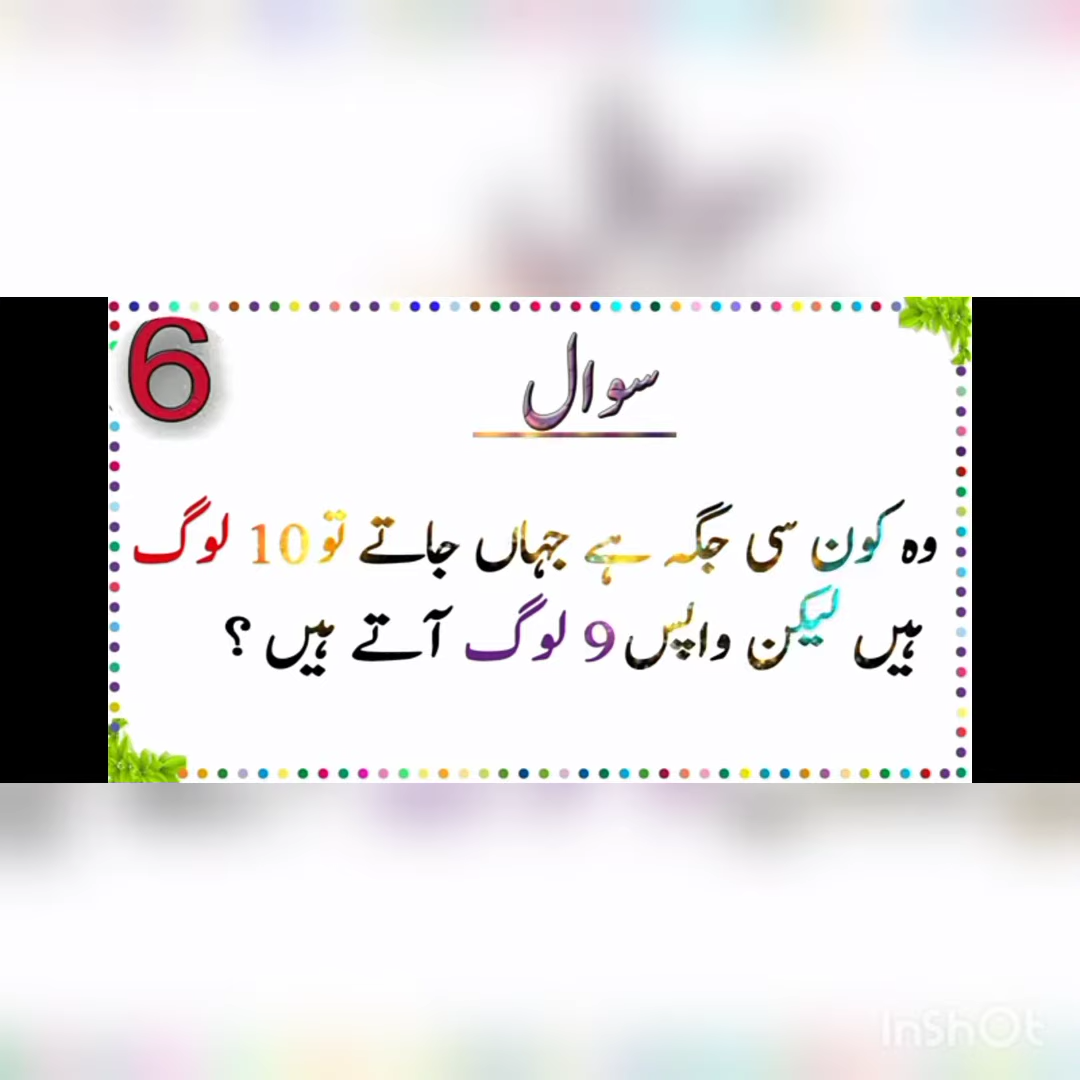 6
سوال
وہ کون سی جگہ ہے جہاں جاتے تو 10 لوگ
ہیں لیکن واپس 9 لوگ آتے ہیں ؟
InShOt